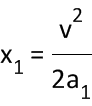 x₁ = v² / 2a₁